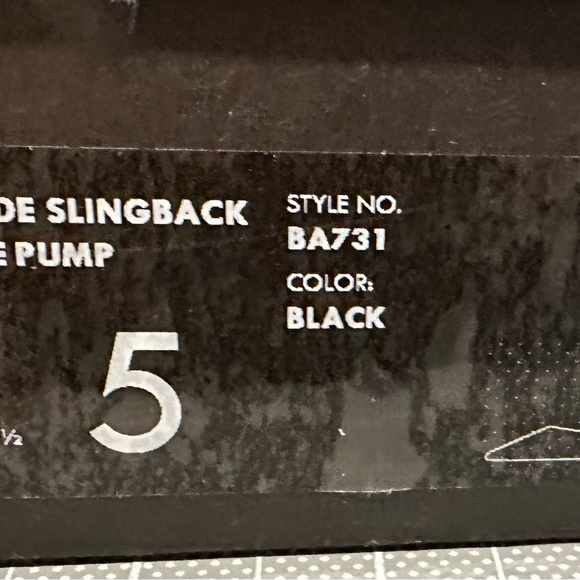 DE SLINGBACK
E PUMP
5
½
STYLE NO.
BA731
COLOR:
BLACK